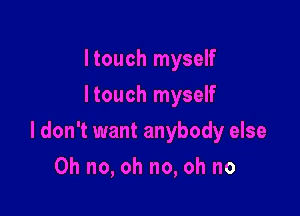 I touch myself
I touch myself
I don't want anybody else
Oh no, oh no, oh no